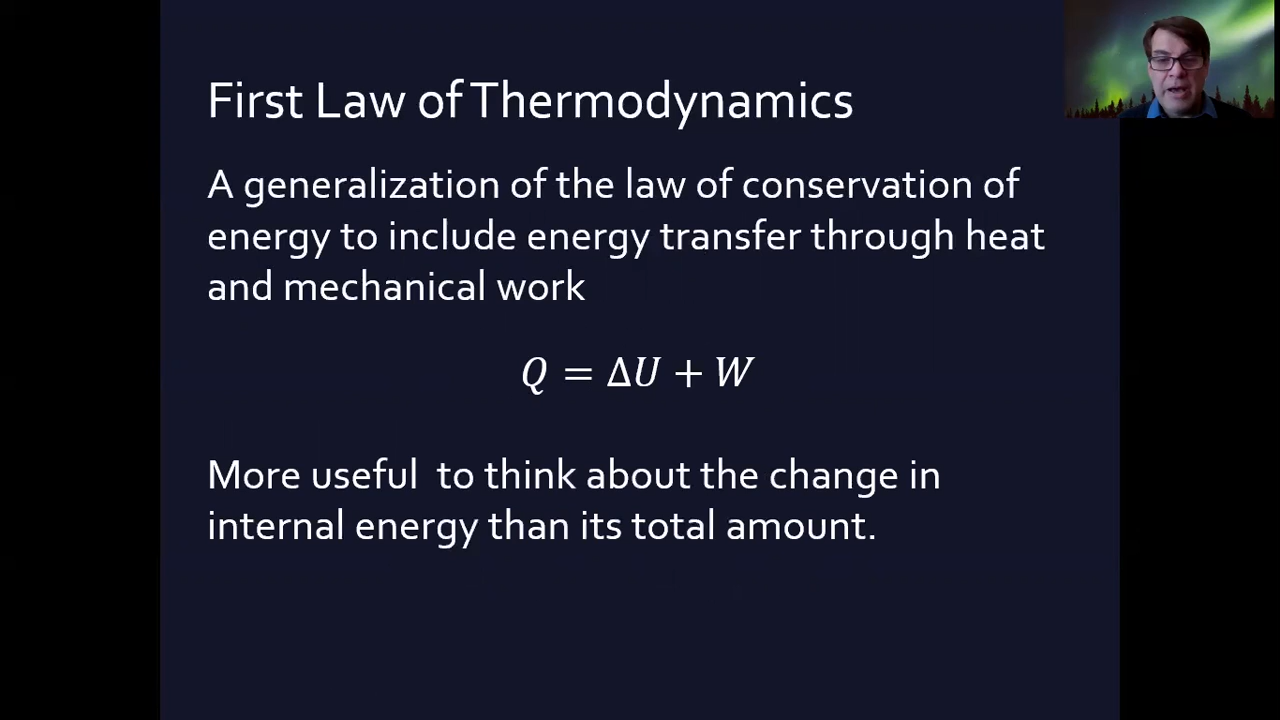 First Law of Thermodynamics
A generalization of the law of conservation of
energy to include energy transfer through heat
and mechanical work
Q = ΔU + W
More useful  to think about the change in
internal energy than its total amount.